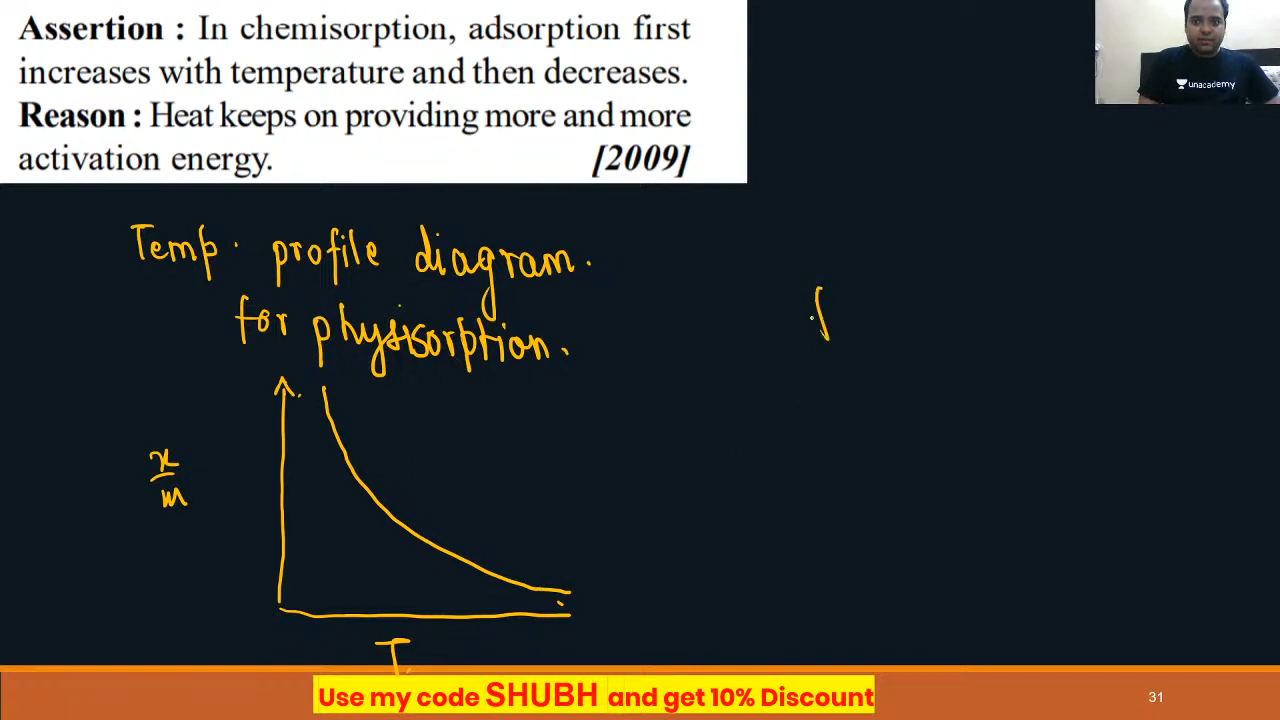 Assertion : In chemisorption, adsorption first
increases with temperature and then decreases.
Reason : Heat keeps on providing more and more
activation energy. [2009]
unacademy
Temp. profile diagram.
for physisorption.
x
m
T.
Use my code SHUBH and get 10% Discount
31